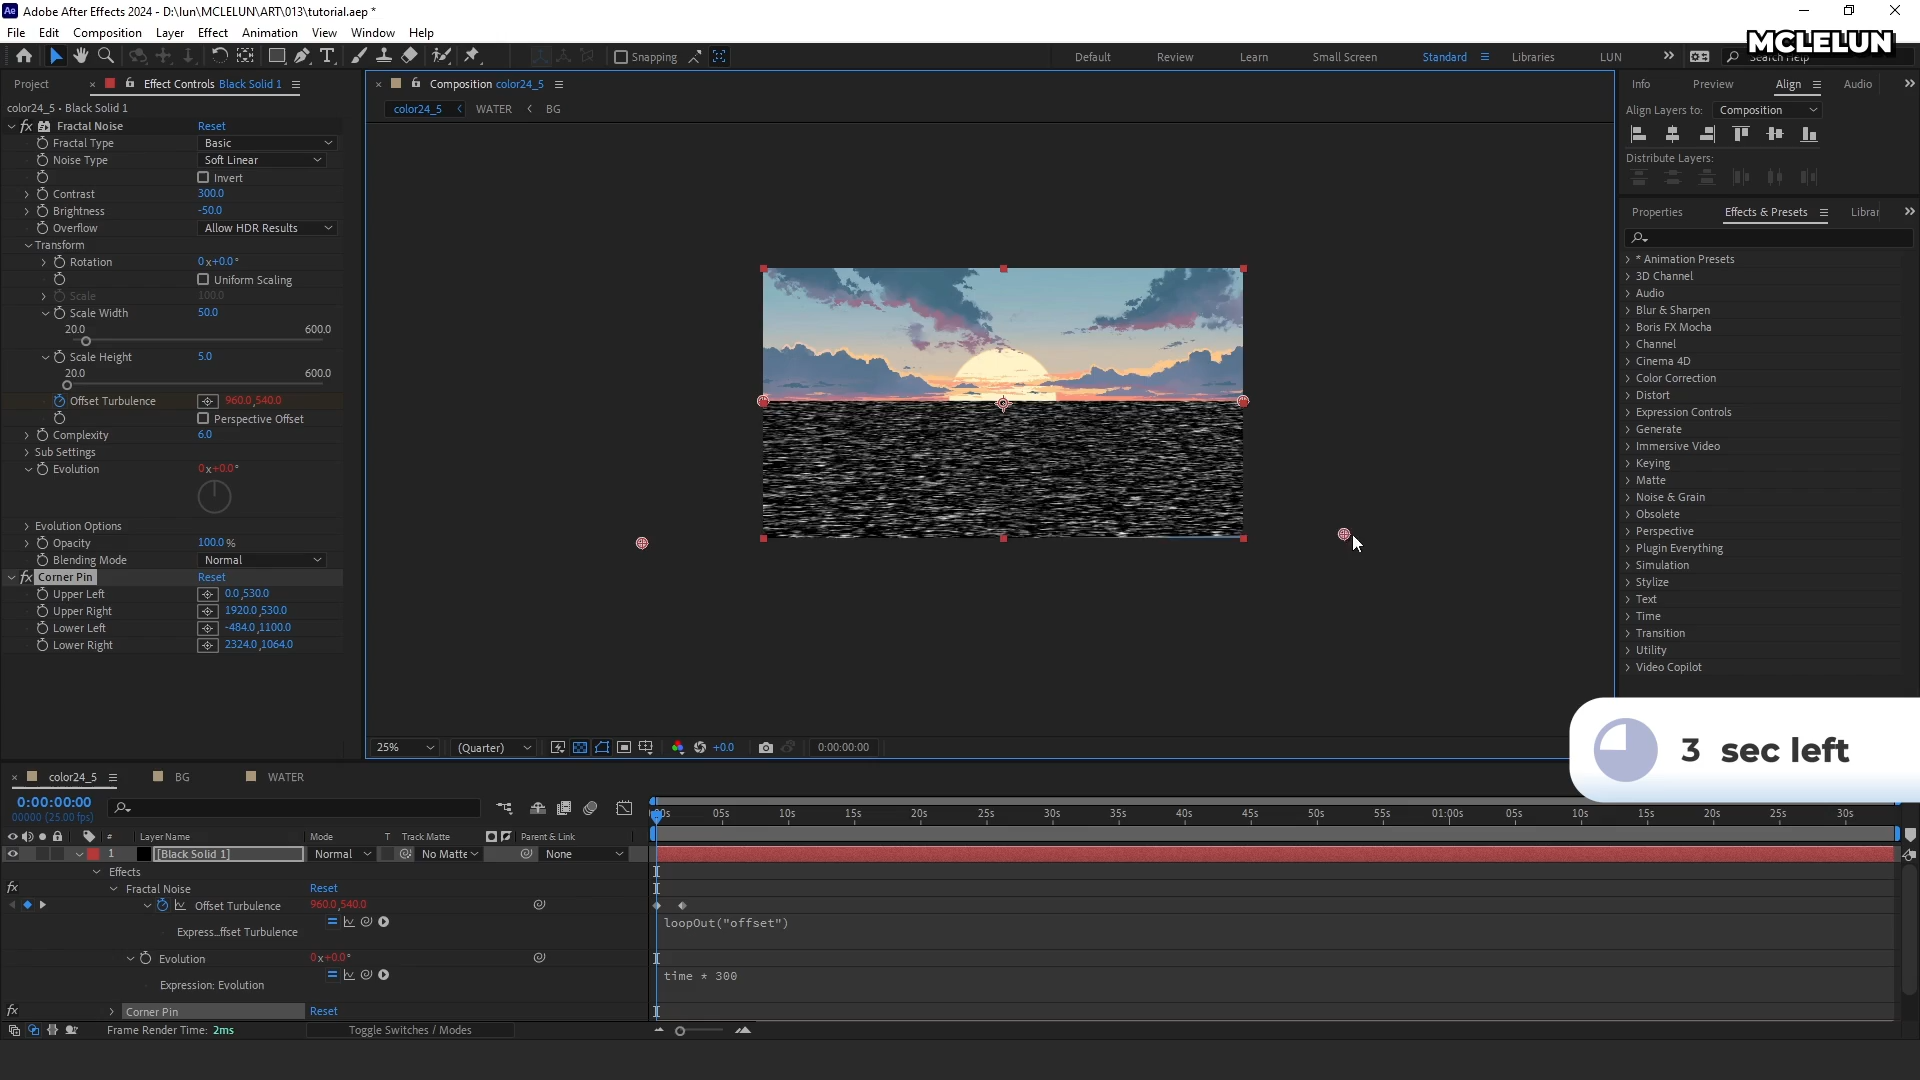 Adobe After Effects 2024 - D:\lun\MCLELUN\ART\013\tutorial.aep *
File Edit Composition Layer Effect Animation View Window Help
Snapping
Default Review Learn Small Screen Standard Libraries LUN
MCLELUN
Search Help
Project Effect Controls Black Solid 1
color24_5 • Black Solid 1
fx Fractal Noise Reset
Fractal Type Basic
Noise Type Soft Linear
Invert
Contrast 300.0
Brightness -50.0
Overflow Allow HDR Results
Transform
Rotation 0x+0.0°
Uniform Scaling
Scale 100.0
Scale Width 50.0
20.0 600.0
Scale Height 5.0
20.0 600.0
Offset Turbulence 960.0,540.0
Perspective Offset
Complexity 6.0
Sub Settings
Evolution 0x+0.0°
Evolution Options
Opacity 100.0 %
Blending Mode Normal
fx Corner Pin Reset
Upper Left 0.0,530.0
Upper Right 1920.0,530.0
Lower Left -484.0,1100.0
Lower Right 2324.0,1064.0
Composition color24_5
color24_5 WATER BG
25% (Quarter) +0.0 0:00:00:00
Info Preview Align Audio
Align Layers to: Composition
Distribute Layers:
Properties Effects & Presets Librar
* Animation Presets
3D Channel
Audio
Blur & Sharpen
Boris FX Mocha
Channel
Cinema 4D
Color Correction
Distort
Expression Controls
Generate
Immersive Video
Keying
Matte
Noise & Grain
Obsolete
Perspective
Plugin Everything
Simulation
Stylize
Text
Time
Transition
Utility
Video Copilot
3 sec left
color24_5 BG WATER
0:00:00:00
00000 (25.00 fps)
# Layer Name Mode T Track Matte Parent & Link
:00s 05s 10s 15s 20s 25s 30s 35s 40s 45s 50s 55s 01:00s 05s 10s 15s 20s 25s 30s
1 [Black Solid 1] Normal No Matte None
Effects
fx Fractal Noise Reset
Offset Turbulence 960.0,540.0
loopOut("offset")
Express...ffset Turbulence
Evolution 0x+0.0°
time * 300
Expression: Evolution
fx Corner Pin Reset
Frame Render Time: 2ms Toggle Switches / Modes